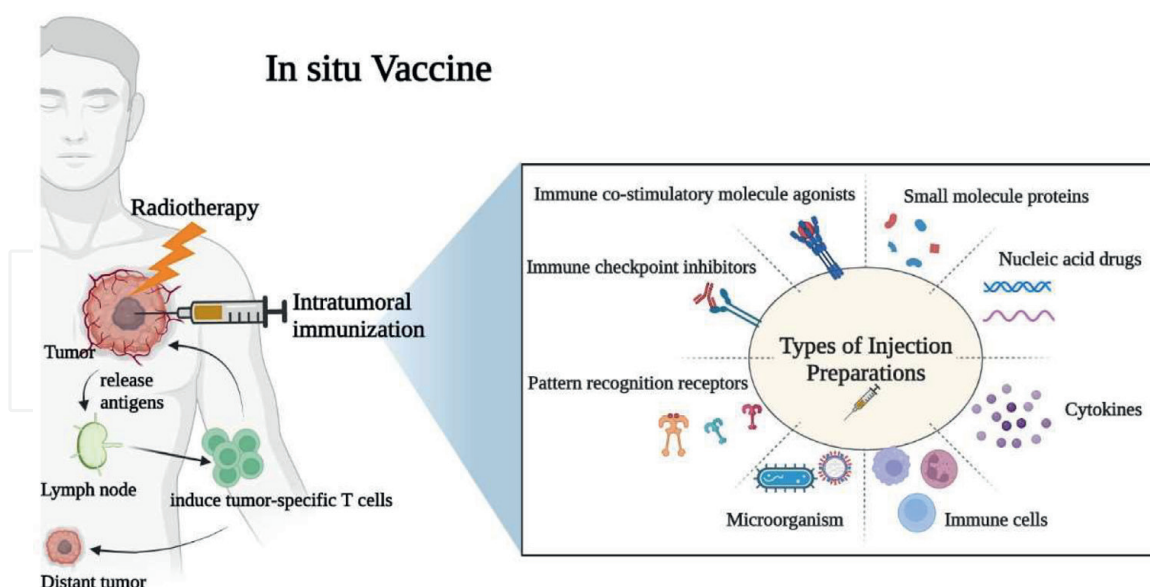 In situ Vaccine
Radiotherapy
Intratumoral
immunization
Tumor
release
antigens
Lymph node
induce tumor-specific T cells
Distant tumor
Immune co-stimulatory molecule agonists
Small molecule proteins
Immune checkpoint inhibitors
Nucleic acid drugs
Types of Injection
Preparations
Pattern recognition receptors
Cytokines
Microorganism
Immune cells